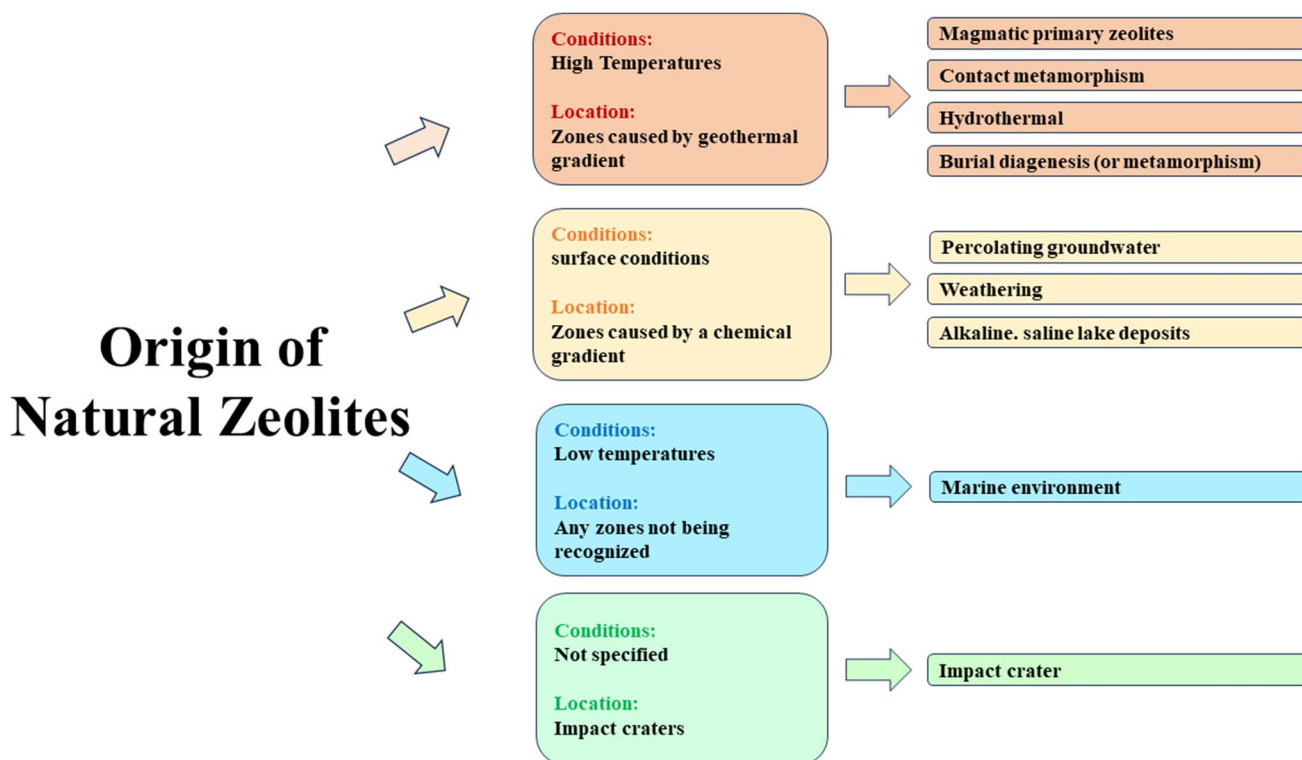 Origin of
Natural Zeolites
Conditions:
High Temperatures
Location:
Zones caused by geothermal
gradient
Magmatic primary zeolites
Contact metamorphism
Hydrothermal
Burial diagenesis (or metamorphism)
Conditions:
surface conditions
Location:
Zones caused by a chemical
gradient
Percolating groundwater
Weathering
Alkaline. saline lake deposits
Conditions:
Low temperatures
Location:
Any zones not being
recognized
Marine environment
Conditions:
Not specified
Location:
Impact craters
Impact crater